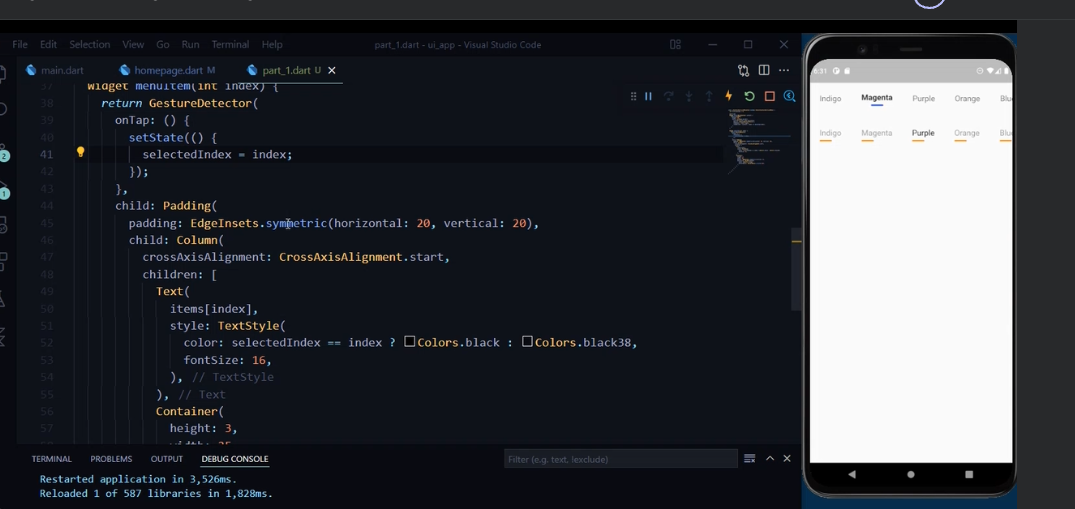 File Edit Selection View Go Run Terminal Help
part_1.dart - ui_app - Visual Studio Code
main.dart
homepage.dart M
part_1.dart U
37 Widget menuItem(int index) {
38 return GestureDetector(
39 onTap: () {
40 setState(() {
41 selectedIndex = index;
42 });
43 },
44 child: Padding(
45 padding: EdgeInsets.symmetric(horizontal: 20, vertical: 20),
46 child: Column(
47 crossAxisAlignment: CrossAxisAlignment.start,
48 children: [
49 Text(
50 items[index],
51 style: TextStyle(
52 color: selectedIndex == index ? Colors.black : Colors.black38,
53 fontSize: 16,
54 ), // TextStyle
55 ), // Text
56 Container(
57 height: 3,
TERMINAL PROBLEMS OUTPUT DEBUG CONSOLE
Filter (e.g. text, !exclude)
Restarted application in 3,526ms.
Reloaded 1 of 587 libraries in 1,828ms.
2
1
6:31
Indigo Magenta Purple Orange Blu
Indigo Magenta Purple Orange Blu